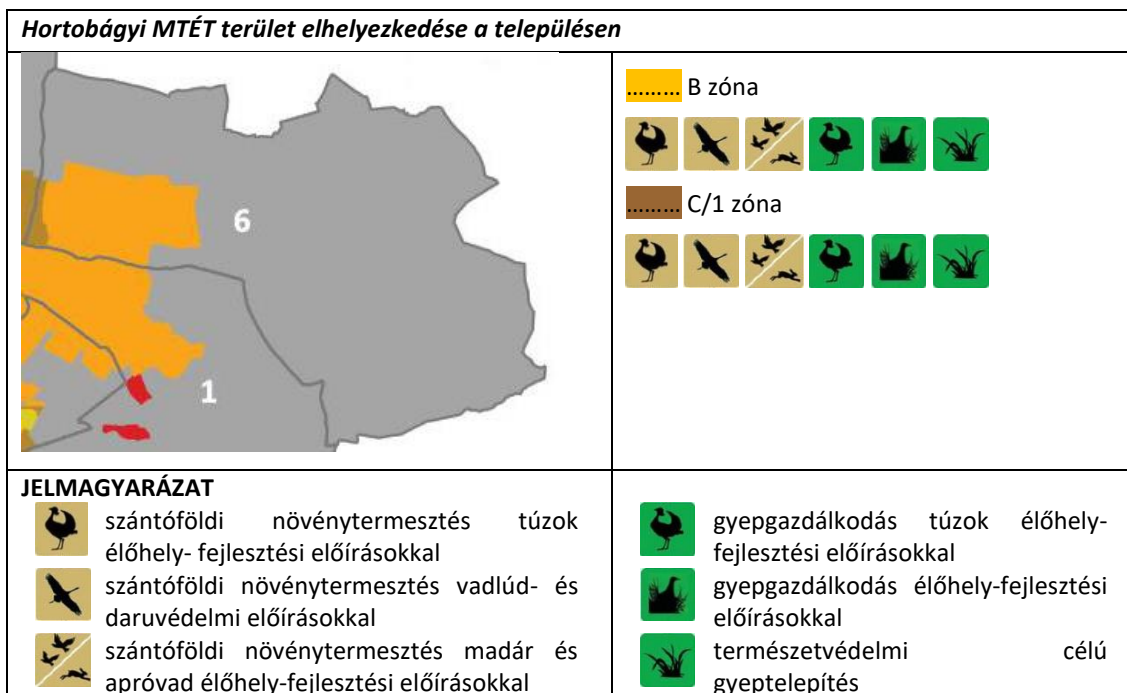 Hortobágyi MTÉT terület elhelyezkedése a településen
6
1
......... B zóna
......... C/1 zóna
JELMAGYARÁZAT
szántóföldi növénytermesztés túzok
élőhely- fejlesztési előírásokkal
szántóföldi növénytermesztés vadlúd- és
daruvédelmi előírásokkal
szántóföldi növénytermesztés madár és
apróvad élőhely-fejlesztési előírásokkal
gyepgazdálkodás túzok élőhely-
fejlesztési előírásokkal
gyepgazdálkodás élőhely-fejlesztési
előírásokkal
természetvédelmi célú
gyeptelepítés